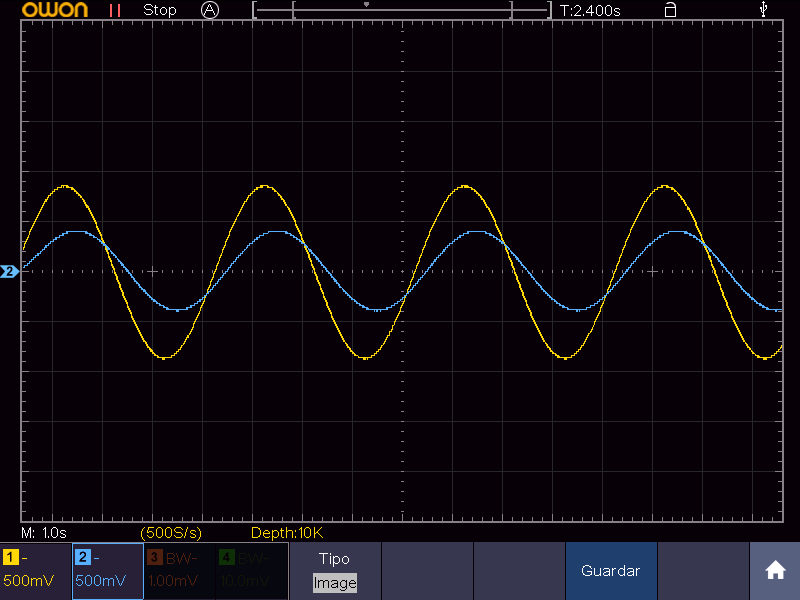 OWON Stop A T:2.400s
2
M: 1.0s (500S/s) Depth:10K
1 - 2 - 3 BW- 4 BW- Tipo
500mV 500mV 1.00mV 10.0mV Image Guardar